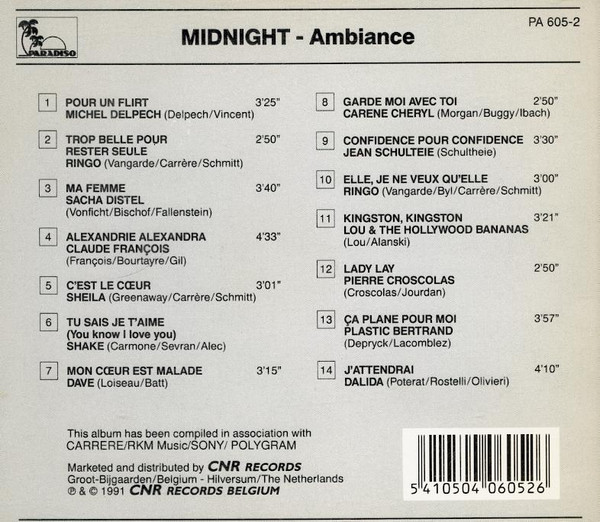 PARADISO
MIDNIGHT - Ambiance
PA 605-2
1 POUR UN FLIRT 3'25"
MICHEL DELPECH (Delpech/Vincent)
2 TROP BELLE POUR 2'50"
RESTER SEULE
RINGO (Vangarde/Carrère/Schmitt)
3 MA FEMME 3'40"
SACHA DISTEL
(Vonficht/Bischof/Fallenstein)
4 ALEXANDRIE ALEXANDRA 4'33"
CLAUDE FRANÇOIS
(François/Bourtayre/Gil)
5 C'EST LE CŒUR 3'01"
SHEILA (Greenaway/Carrère/Schmitt)
6 TU SAIS JE T'AIME
(You know I love you)
SHAKE (Carmone/Sevran/Alec)
7 MON CŒUR EST MALADE 3'15"
DAVE (Loiseau/Batt)
8 GARDE MOI AVEC TOI 2'50"
CARENE CHERYL (Morgan/Buggy/Ibach)
9 CONFIDENCE POUR CONFIDENCE 3'30"
JEAN SCHULTEIE (Schultheie)
10 ELLE, JE NE VEUX QU'ELLE 3'00"
RINGO (Vangarde/Byl/Carrère/Schmitt)
11 KINGSTON, KINGSTON 3'21"
LOU & THE HOLLYWOOD BANANAS
(Lou/Alanski)
12 LADY LAY 2'50"
PIERRE CROSCOLAS
(Croscolas/Jourdan)
13 ÇA PLANE POUR MOI 3'57"
PLASTIC BERTRAND
(Depryck/Lacomblez)
14 J'ATTENDRAI 4'10"
DALIDA (Poterat/Rostelli/Olivieri)
This album has been compiled in association with
CARRERE/RKM Music/SONY/ POLYGRAM
Marketed and distributed by CNR RECORDS
Groot-Bijgaarden/Belgium - Hilversum/The Netherlands
℗ & © 1991 CNR RECORDS BELGIUM
5 410504 060526